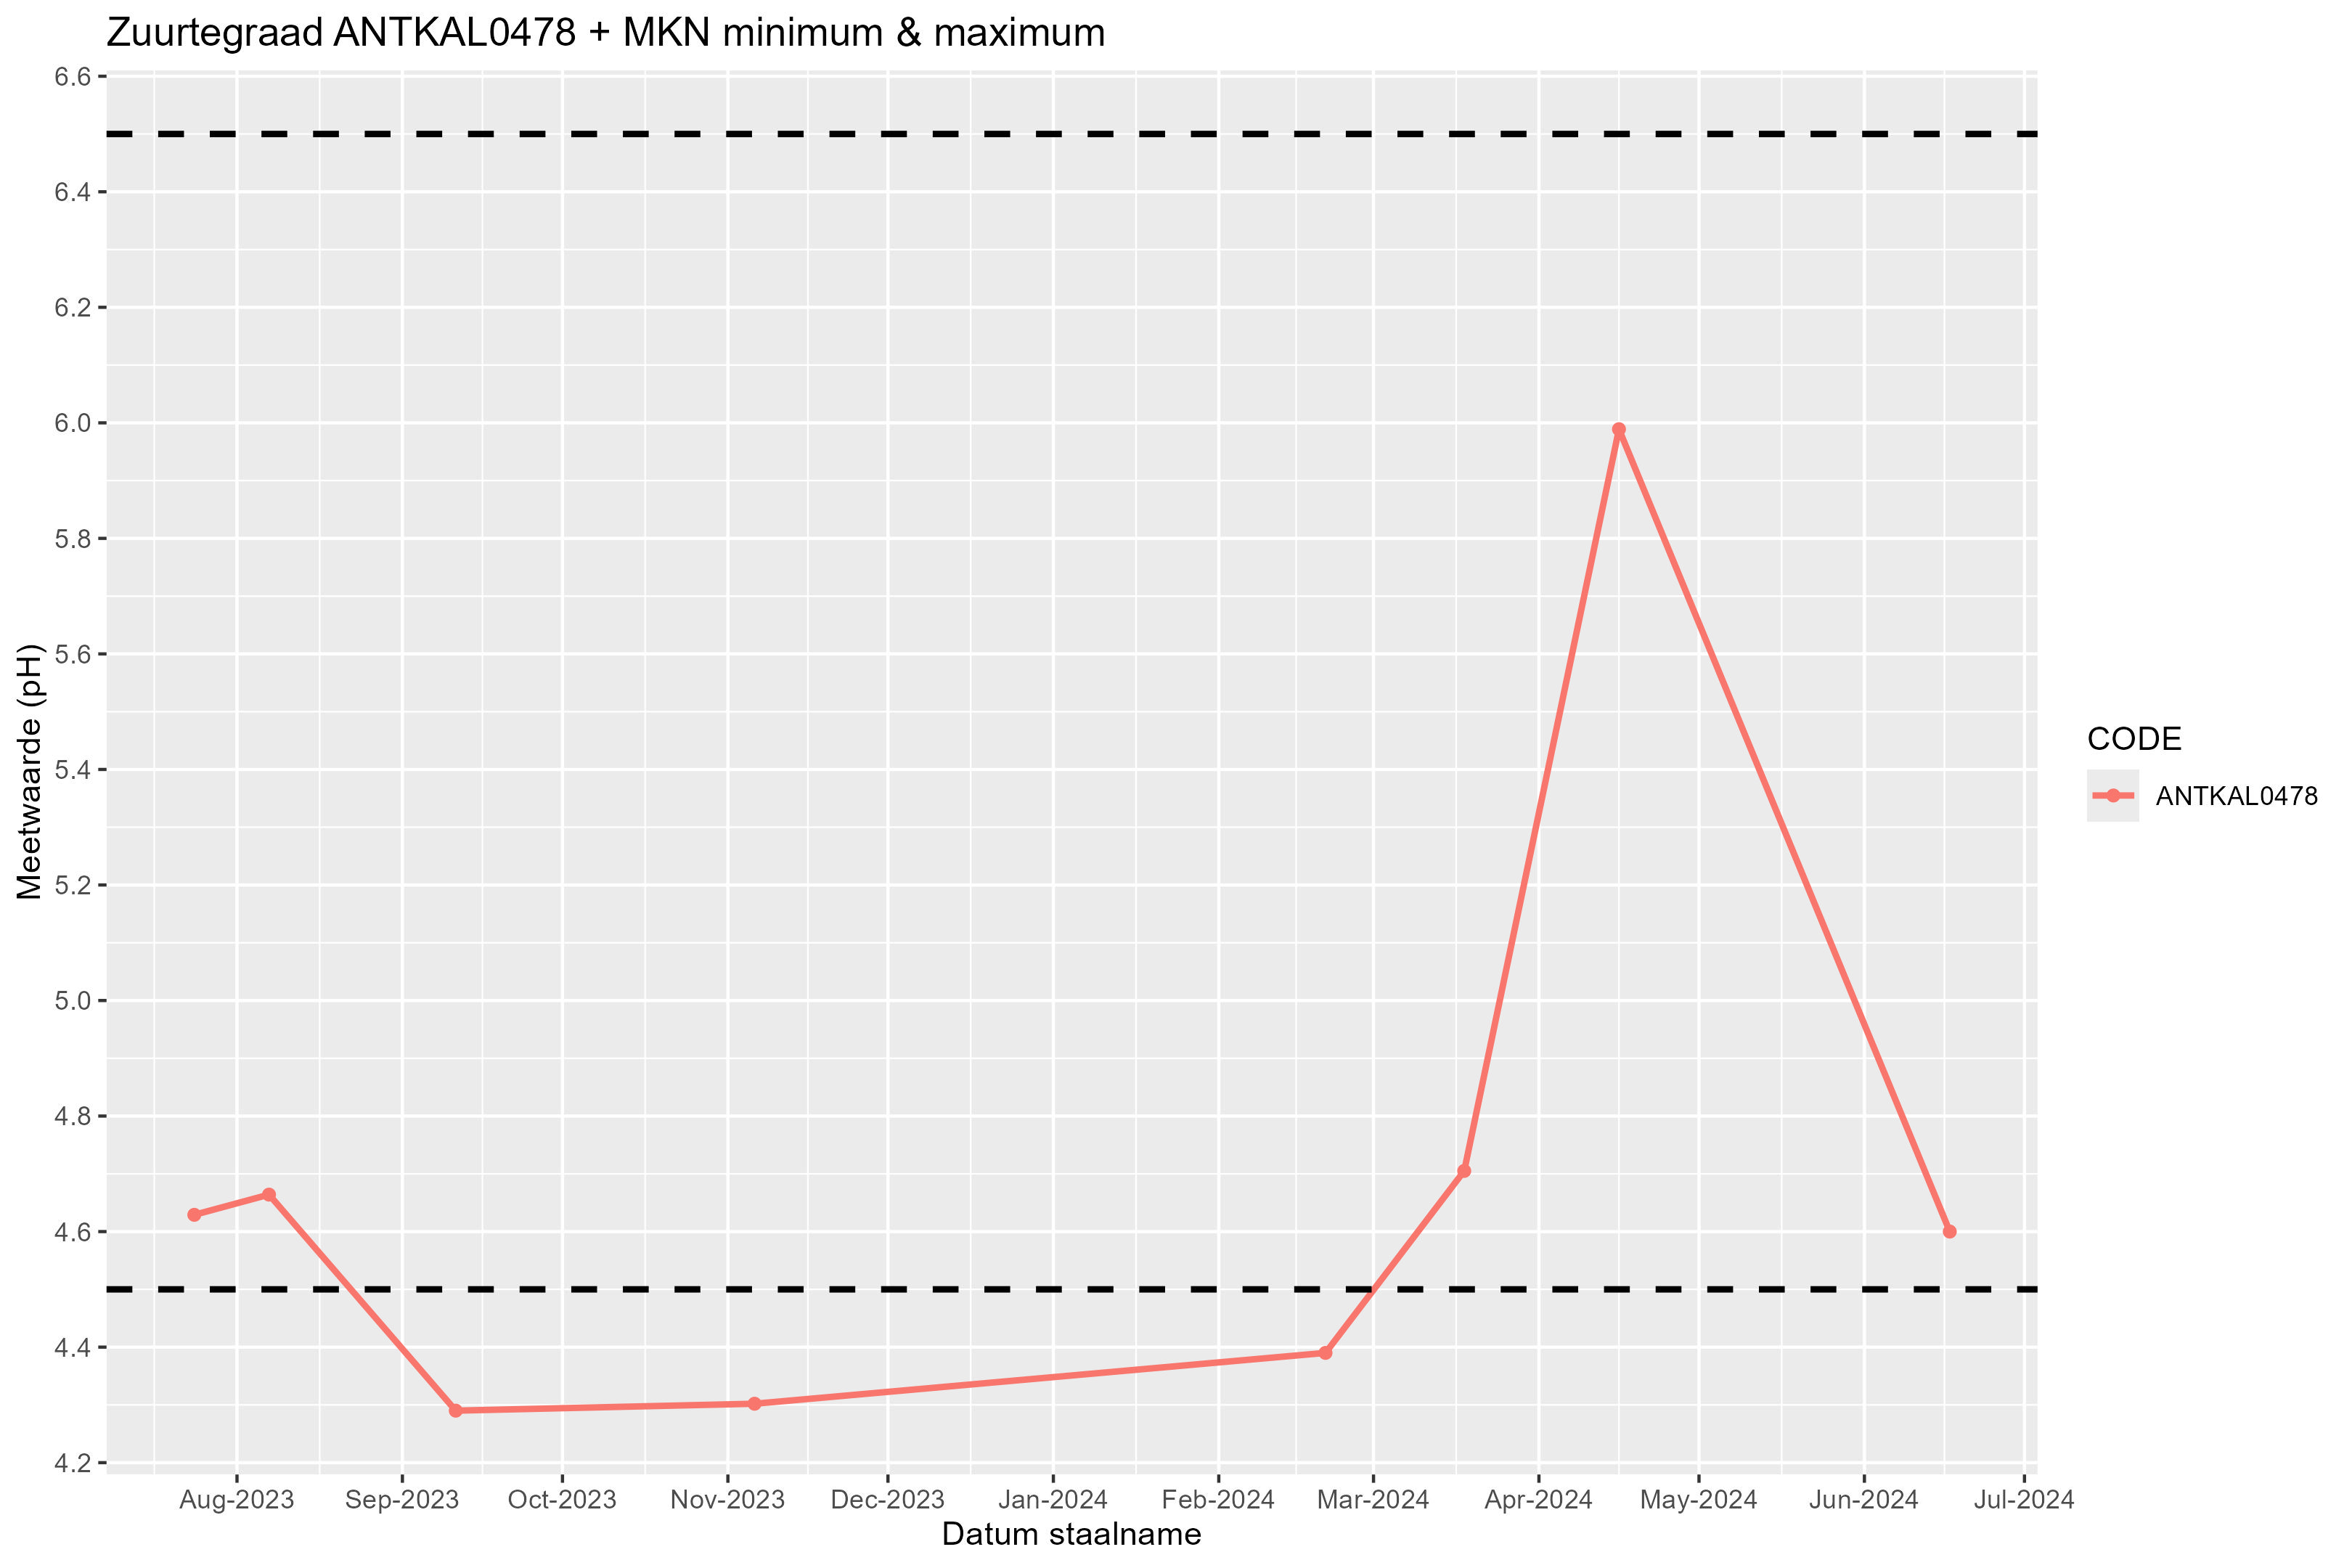 Zuurtegraad ANTKAL0478 + MKN minimum & maximum
6.6
6.4
6.2
6.0
5.8
5.6
5.4
5.2
5.0
4.8
4.6
4.4
4.2
Meetwaarde (pH)
Aug-2023 Sep-2023 Oct-2023 Nov-2023 Dec-2023 Jan-2024 Feb-2024 Mar-2024 Apr-2024 May-2024 Jun-2024 Jul-2024
Datum staalname
CODE
ANTKAL0478